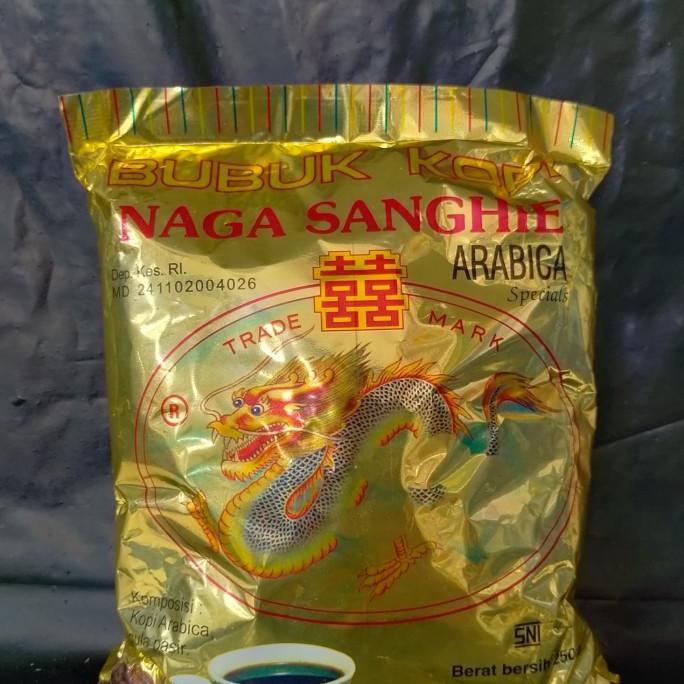 BUBUK KOPI
NAGA SANGHIE
ARABICA
Specials
Dep. Kes. RI.
MD 241102004026
囍
TRADE MARK
®
Komposisi :
Kopi Arabica,
gula pasir.
SNI
Berat bersih 250